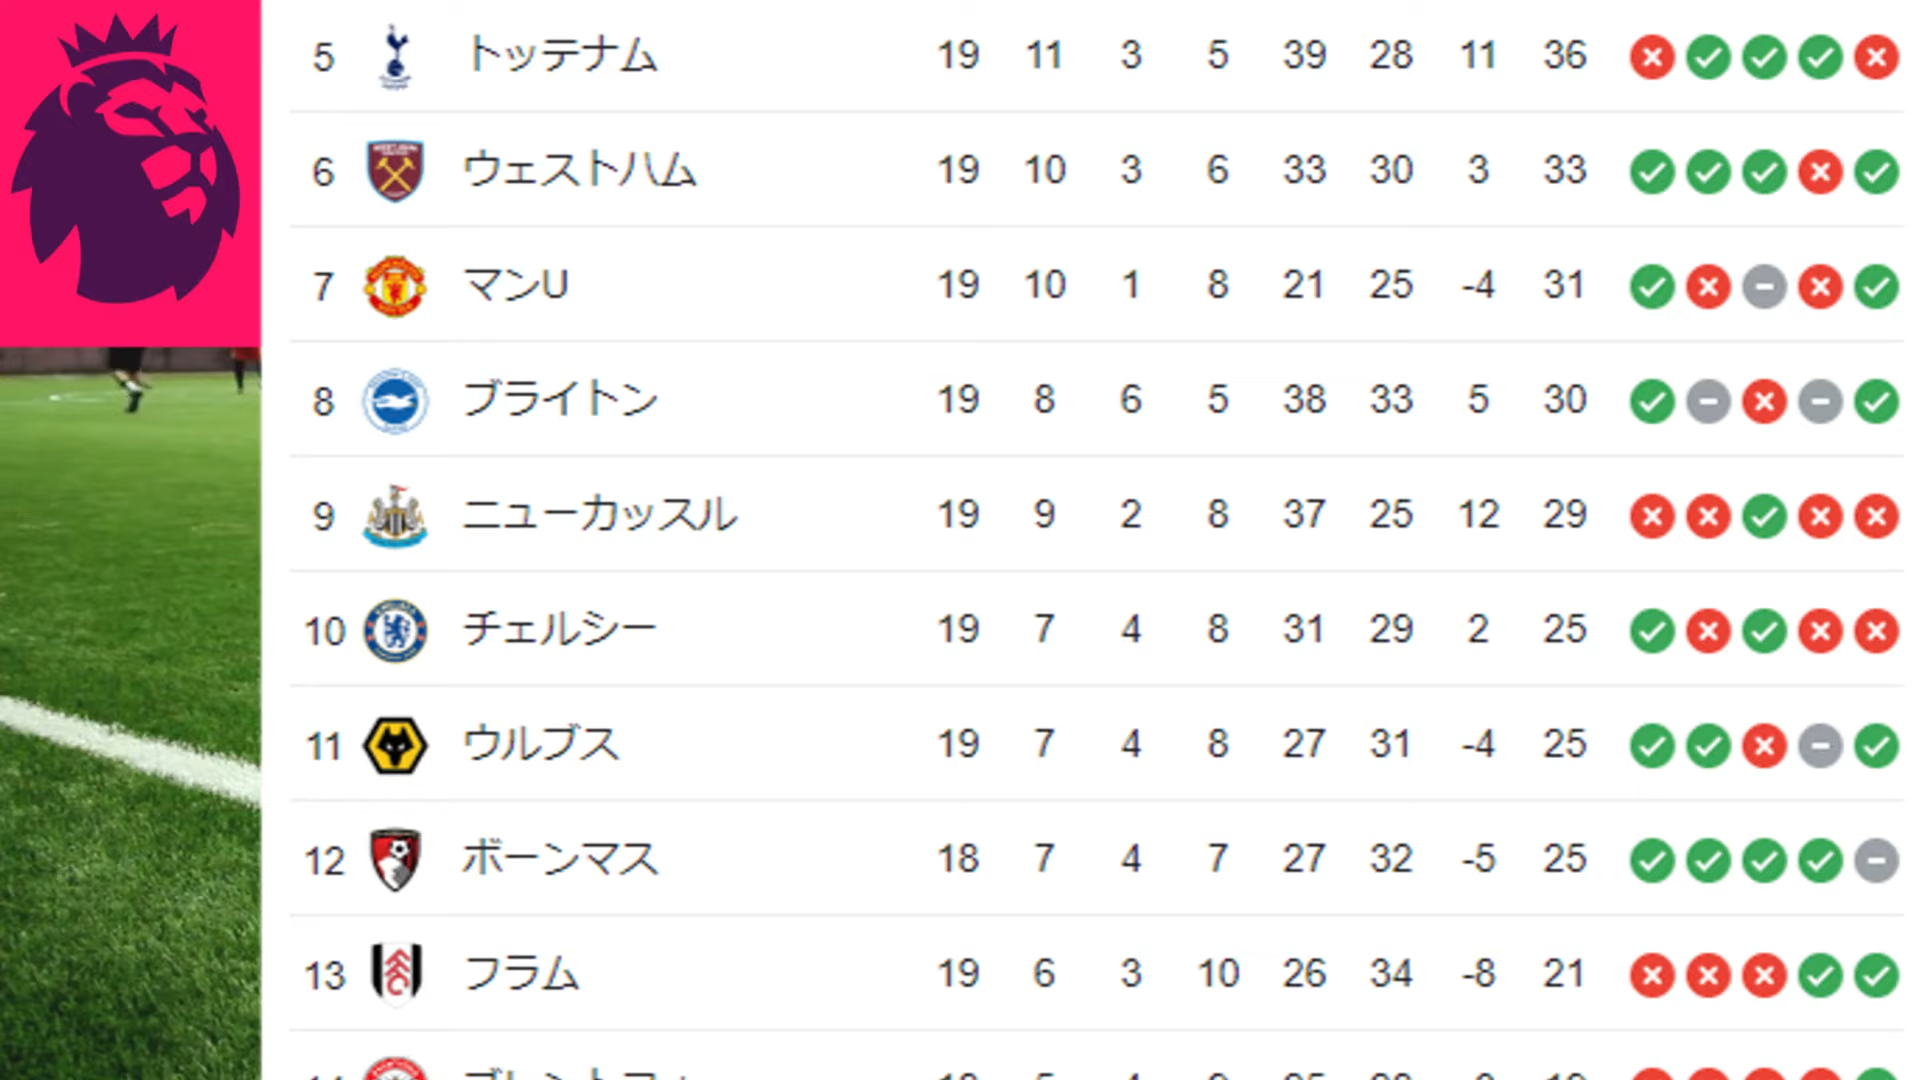 5 トッテナム 19 11 3 5 39 28 11 36
6 ウェストハム 19 10 3 6 33 30 3 33
7 マンU 19 10 1 8 21 25 -4 31
8 ブライトン 19 8 6 5 38 33 5 30
9 ニューカッスル 19 9 2 8 37 25 12 29
10 チェルシー 19 7 4 8 31 29 2 25
11 ウルブス 19 7 4 8 27 31 -4 25
12 ボーンマス 18 7 4 7 27 32 -5 25
13 フラム 19 6 3 10 26 34 -8 21